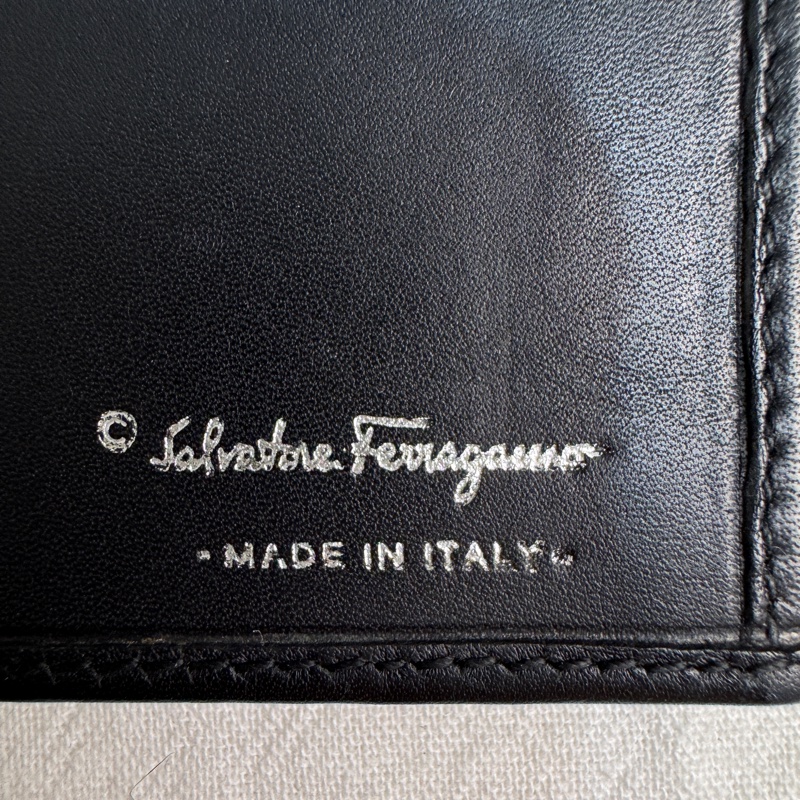 © Salvatore Ferragamo
- MADE IN ITALY -